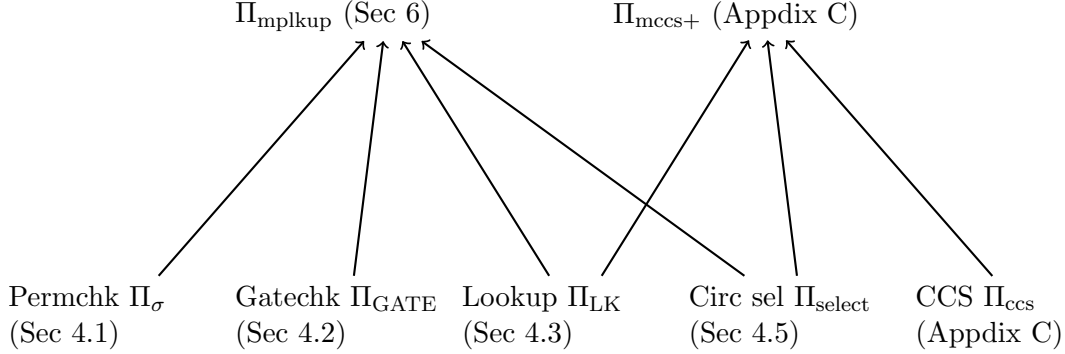 Π_mplkup (Sec 6)
Π_mccs+ (Appdix C)
Permchk Π_σ
(Sec 4.1)
Gatechk Π_GATE
(Sec 4.2)
Lookup Π_LK
(Sec 4.3)
Circ sel Π_select
(Sec 4.5)
CCS Π_ccs
(Appdix C)